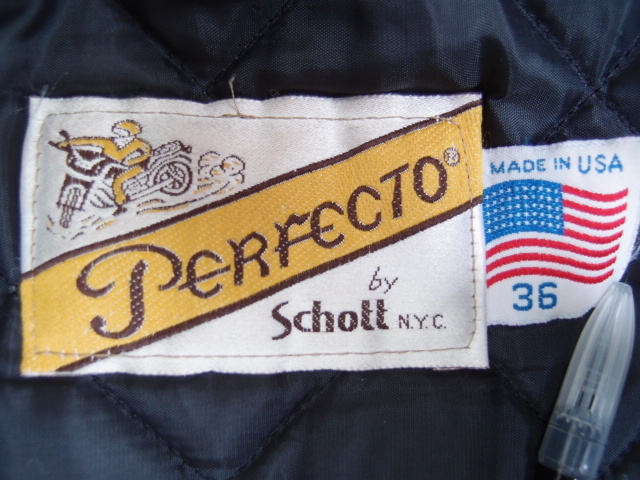 PERFECTO®
by
Schott N.Y.C.
MADE IN USA
36